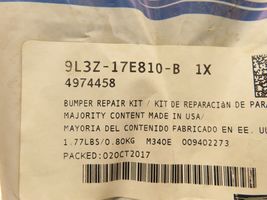 9L3Z-17E810-B 1X
4974458
BUMPER REPAIR KIT / KIT DE REPARACIÓN DE PARA
MAJORITY CONTENT MADE IN USA/
MAYORIA DEL CONTENIDO FABRICADO EN EE. UU
1.77LBS/0.80KG M340E 009402273
PACKED:02OCT2017